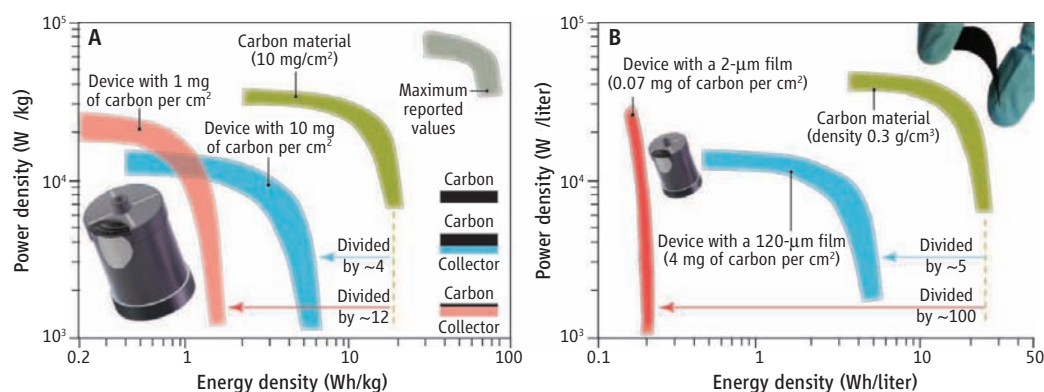 A
10⁵
10⁴
10³
Power density (W /kg)
0.2
1
10
100
Energy density (Wh/kg)
Device with 1 mg
of carbon per cm²
Carbon material
(10 mg/cm²)
Device with 10 mg
of carbon per cm²
Maximum
reported
values
Carbon
Carbon
Collector
Carbon
Collector
Divided
by ~4
Divided
by ~12
B
10⁵
10⁴
10³
Power density (W /liter)
0.1
1
10
50
Energy density (Wh/liter)
Device with a 2-μm film
(0.07 mg of carbon per cm²)
Carbon material
(density 0.3 g/cm³)
Device with a 120-μm film
(4 mg of carbon per cm²)
Divided
by ~5
Divided
by ~100